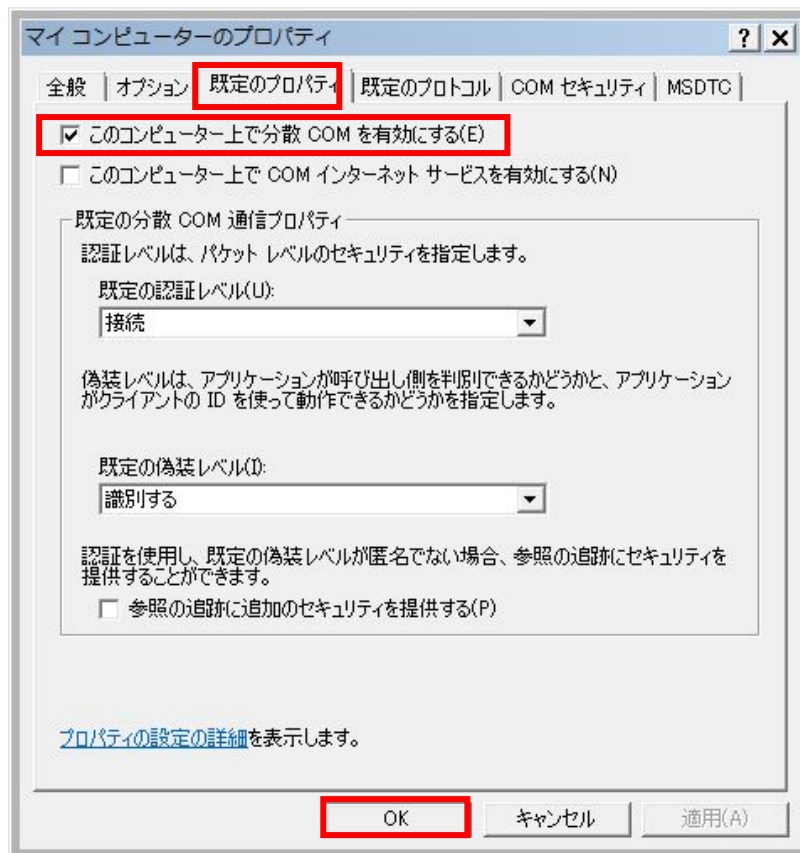 マイ コンピューターのプロパティ
全般 オプション 既定のプロパティ 既定のプロトコル COM セキュリティ MSDTC
このコンピューター上で分散 COM を有効にする(E)
このコンピューター上で COM インターネット サービスを有効にする(N)
既定の分散 COM 通信プロパティ
認証レベルは、パケット レベルのセキュリティを指定します。
既定の認証レベル(U):
接続
偽装レベルは、アプリケーションが呼び出し側を判別できるかどうかと、アプリケーション
がクライアントの ID を使って動作できるかどうかを指定します。
既定の偽装レベル(I):
識別する
認証を使用し、既定の偽装レベルが匿名でない場合、参照の追跡にセキュリティを
提供することができます。
参照の追跡に追加のセキュリティを提供する(P)
プロパティの設定の詳細を表示します。
OK キャンセル 適用(A)